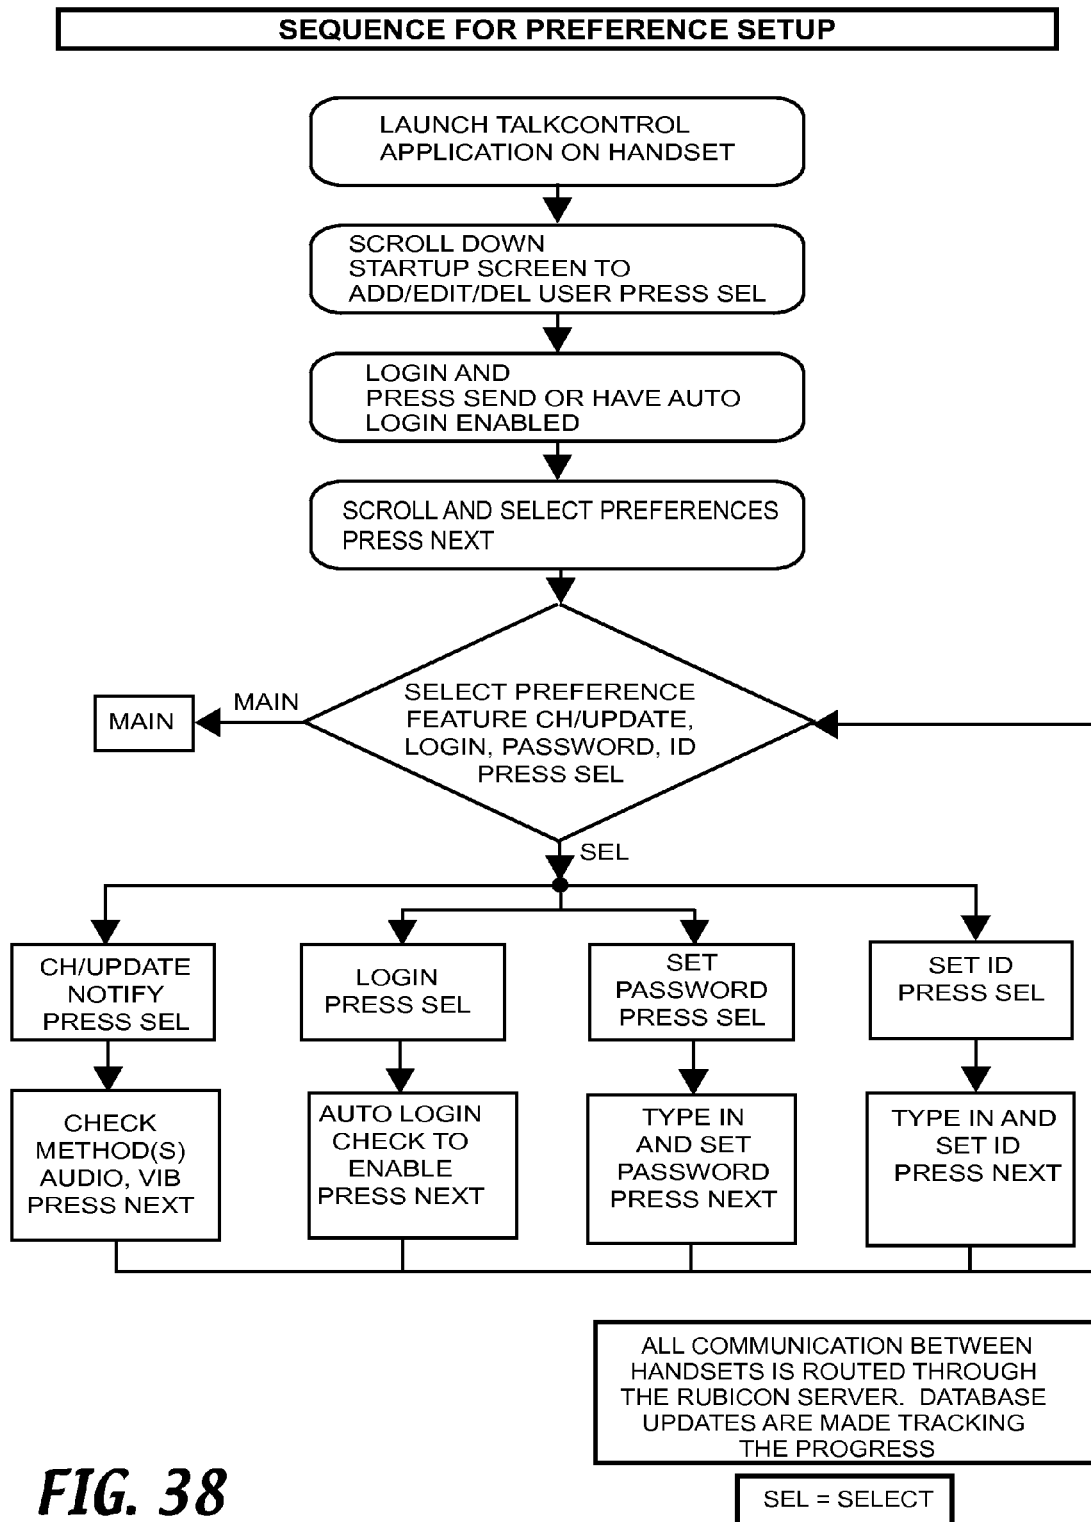 SEQUENCE FOR PREFERENCE SETUP
LAUNCH TALKCONTROL
APPLICATION ON HANDSET
SCROLL DOWN
STARTUP SCREEN TO
ADD/EDIT/DEL USER PRESS SEL
LOGIN AND
PRESS SEND OR HAVE AUTO
LOGIN ENABLED
SCROLL AND SELECT PREFERENCES
PRESS NEXT
SELECT PREFERENCE
FEATURE CH/UPDATE,
LOGIN, PASSWORD, ID
PRESS SEL
MAIN
MAIN
SEL
CH/UPDATE
NOTIFY
PRESS SEL
LOGIN
PRESS SEL
SET
PASSWORD
PRESS SEL
SET ID
PRESS SEL
CHECK
METHOD(S)
AUDIO, VIB
PRESS NEXT
AUTO LOGIN
CHECK TO
ENABLE
PRESS NEXT
TYPE IN
AND SET
PASSWORD
PRESS NEXT
TYPE IN AND
SET ID
PRESS NEXT
ALL COMMUNICATION BETWEEN
HANDSETS IS ROUTED THROUGH
THE RUBICON SERVER.  DATABASE
UPDATES ARE MADE TRACKING
THE PROGRESS
FIG. 38
SEL = SELECT